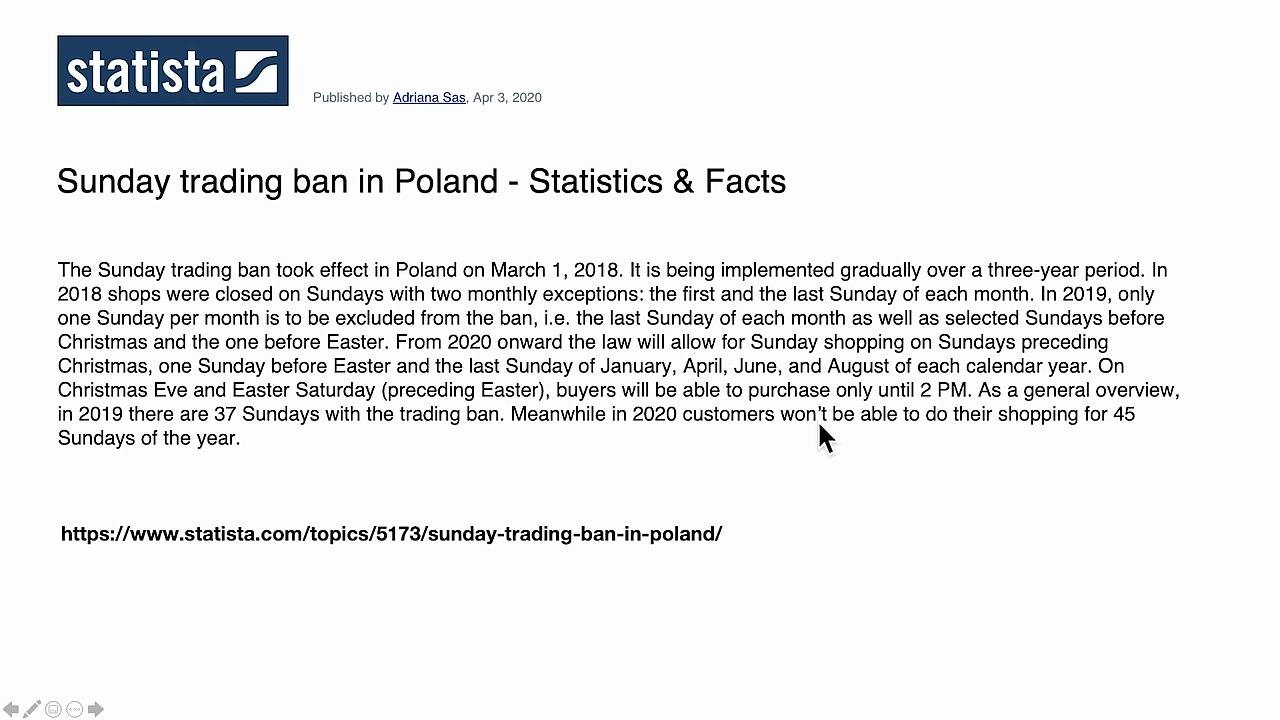 statista
Published by Adriana Sas, Apr 3, 2020
Sunday trading ban in Poland - Statistics & Facts
The Sunday trading ban took effect in Poland on March 1, 2018. It is being implemented gradually over a three-year period. In
2018 shops were closed on Sundays with two monthly exceptions: the first and the last Sunday of each month. In 2019, only
one Sunday per month is to be excluded from the ban, i.e. the last Sunday of each month as well as selected Sundays before
Christmas and the one before Easter. From 2020 onward the law will allow for Sunday shopping on Sundays preceding
Christmas, one Sunday before Easter and the last Sunday of January, April, June, and August of each calendar year. On
Christmas Eve and Easter Saturday (preceding Easter), buyers will be able to purchase only until 2 PM. As a general overview,
in 2019 there are 37 Sundays with the trading ban. Meanwhile in 2020 customers won't be able to do their shopping for 45
Sundays of the year.
https://www.statista.com/topics/5173/sunday-trading-ban-in-poland/